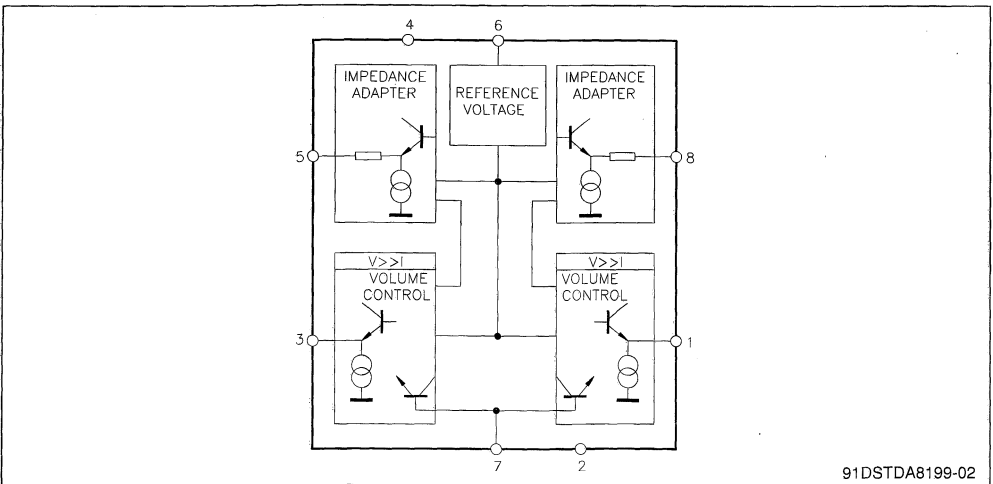 4
6
IMPEDANCE
ADAPTER
REFERENCE
VOLTAGE
IMPEDANCE
ADAPTER
5
8
V>>I
VOLUME
CONTROL
V>>I
VOLUME
CONTROL
3
1
7
2
91DSTDA8199-02